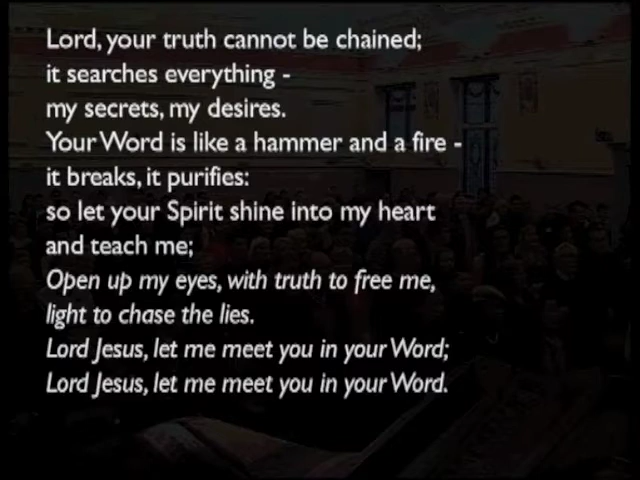 Lord, your truth cannot be chained;
it searches everything -
my secrets, my desires.
Your Word is like a hammer and a fire -
it breaks, it purifies:
so let your Spirit shine into my heart
and teach me;
Open up my eyes, with truth to free me,
light to chase the lies.
Lord Jesus, let me meet you in your Word;
Lord Jesus, let me meet you in your Word.